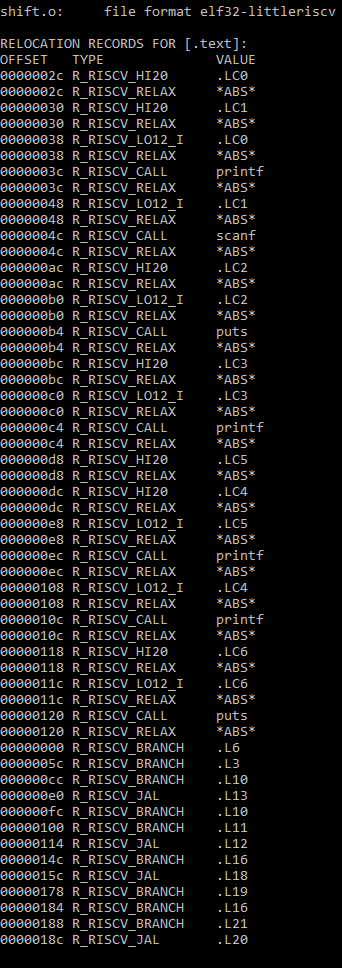 shift.o:     file format elf32-littleriscv

RELOCATION RECORDS FOR [.text]:
OFFSET   TYPE              VALUE
0000002c R_RISCV_HI20      .LC0
0000002c R_RISCV_RELAX     *ABS*
00000030 R_RISCV_HI20      .LC1
00000030 R_RISCV_RELAX     *ABS*
00000038 R_RISCV_LO12_I    .LC0
00000038 R_RISCV_RELAX     *ABS*
0000003c R_RISCV_CALL      printf
0000003c R_RISCV_RELAX     *ABS*
00000048 R_RISCV_LO12_I    .LC1
00000048 R_RISCV_RELAX     *ABS*
0000004c R_RISCV_CALL      scanf
0000004c R_RISCV_RELAX     *ABS*
000000ac R_RISCV_HI20      .LC2
000000ac R_RISCV_RELAX     *ABS*
000000b0 R_RISCV_LO12_I    .LC2
000000b0 R_RISCV_RELAX     *ABS*
000000b4 R_RISCV_CALL      puts
000000b4 R_RISCV_RELAX     *ABS*
000000bc R_RISCV_HI20      .LC3
000000bc R_RISCV_RELAX     *ABS*
000000c0 R_RISCV_LO12_I    .LC3
000000c0 R_RISCV_RELAX     *ABS*
000000c4 R_RISCV_CALL      printf
000000c4 R_RISCV_RELAX     *ABS*
000000d8 R_RISCV_HI20      .LC5
000000d8 R_RISCV_RELAX     *ABS*
000000dc R_RISCV_HI20      .LC4
000000dc R_RISCV_RELAX     *ABS*
000000e8 R_RISCV_LO12_I    .LC5
000000e8 R_RISCV_RELAX     *ABS*
000000ec R_RISCV_CALL      printf
000000ec R_RISCV_RELAX     *ABS*
00000108 R_RISCV_LO12_I    .LC4
00000108 R_RISCV_RELAX     *ABS*
0000010c R_RISCV_CALL      printf
0000010c R_RISCV_RELAX     *ABS*
00000118 R_RISCV_HI20      .LC6
00000118 R_RISCV_RELAX     *ABS*
0000011c R_RISCV_LO12_I    .LC6
0000011c R_RISCV_RELAX     *ABS*
00000120 R_RISCV_CALL      puts
00000120 R_RISCV_RELAX     *ABS*
00000000 R_RISCV_BRANCH    .L6
0000005c R_RISCV_BRANCH    .L3
000000cc R_RISCV_BRANCH    .L10
000000e0 R_RISCV_JAL       .L13
000000fc R_RISCV_BRANCH    .L10
00000100 R_RISCV_BRANCH    .L11
00000114 R_RISCV_JAL       .L12
0000014c R_RISCV_BRANCH    .L16
0000015c R_RISCV_JAL       .L18
00000178 R_RISCV_BRANCH    .L19
00000184 R_RISCV_BRANCH    .L16
00000188 R_RISCV_BRANCH    .L21
0000018c R_RISCV_JAL       .L20